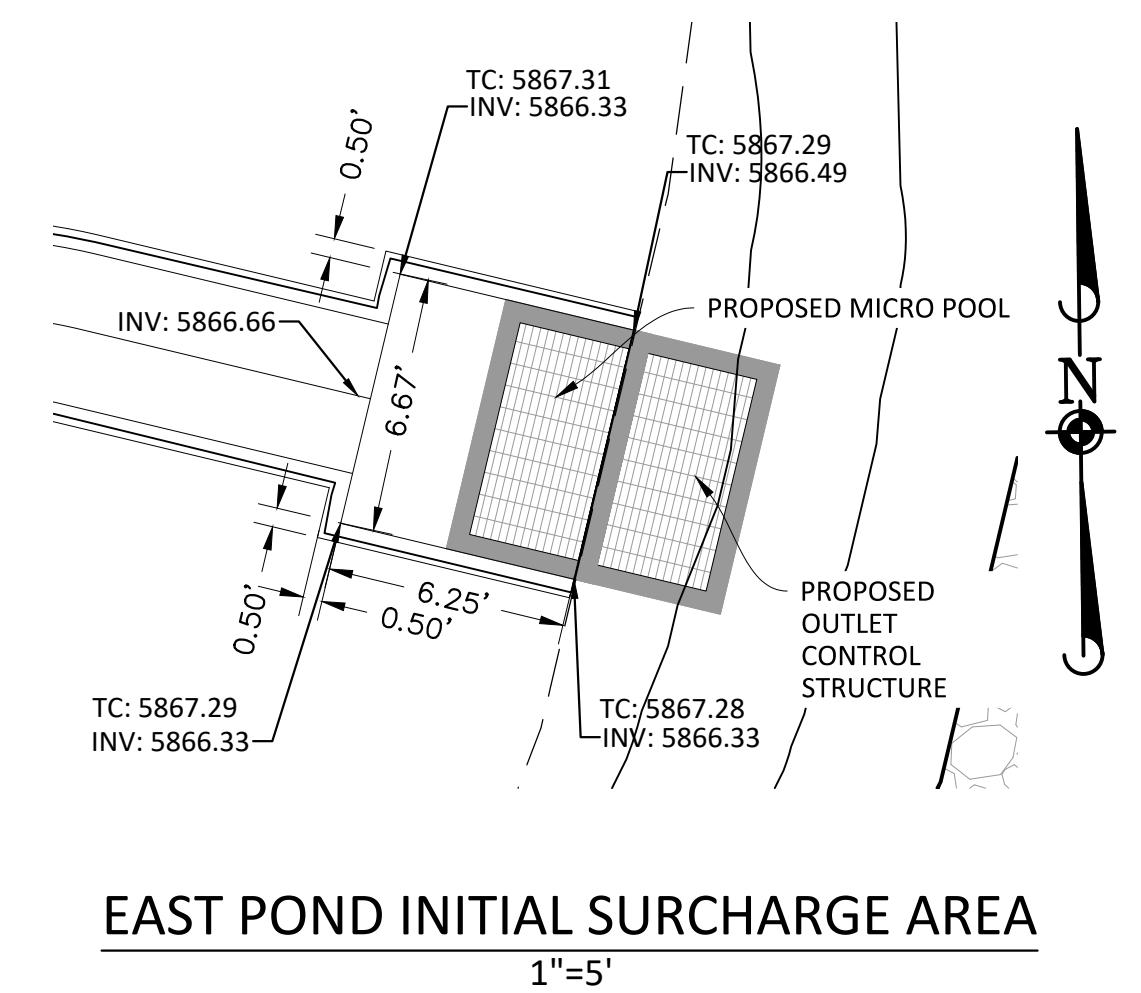 TC: 5867.31
INV: 5866.33
0.50'
TC: 5867.29
INV: 5866.49
PROPOSED MICRO POOL
INV: 5866.66
6.67'
N
6.25'
0.50'
0.50'
PROPOSED
OUTLET
CONTROL
STRUCTURE
TC: 5867.29
INV: 5866.33
TC: 5867.28
INV: 5866.33
EAST POND INITIAL SURCHARGE AREA
1"=5'